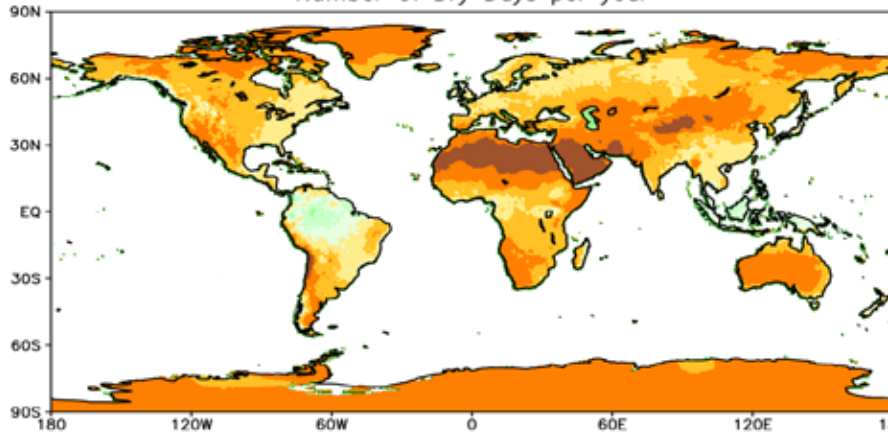 Number of Dry Days per year
90N
60N
30N
EQ
30S
60S
90S
180 120W 60W 0 60E 120E